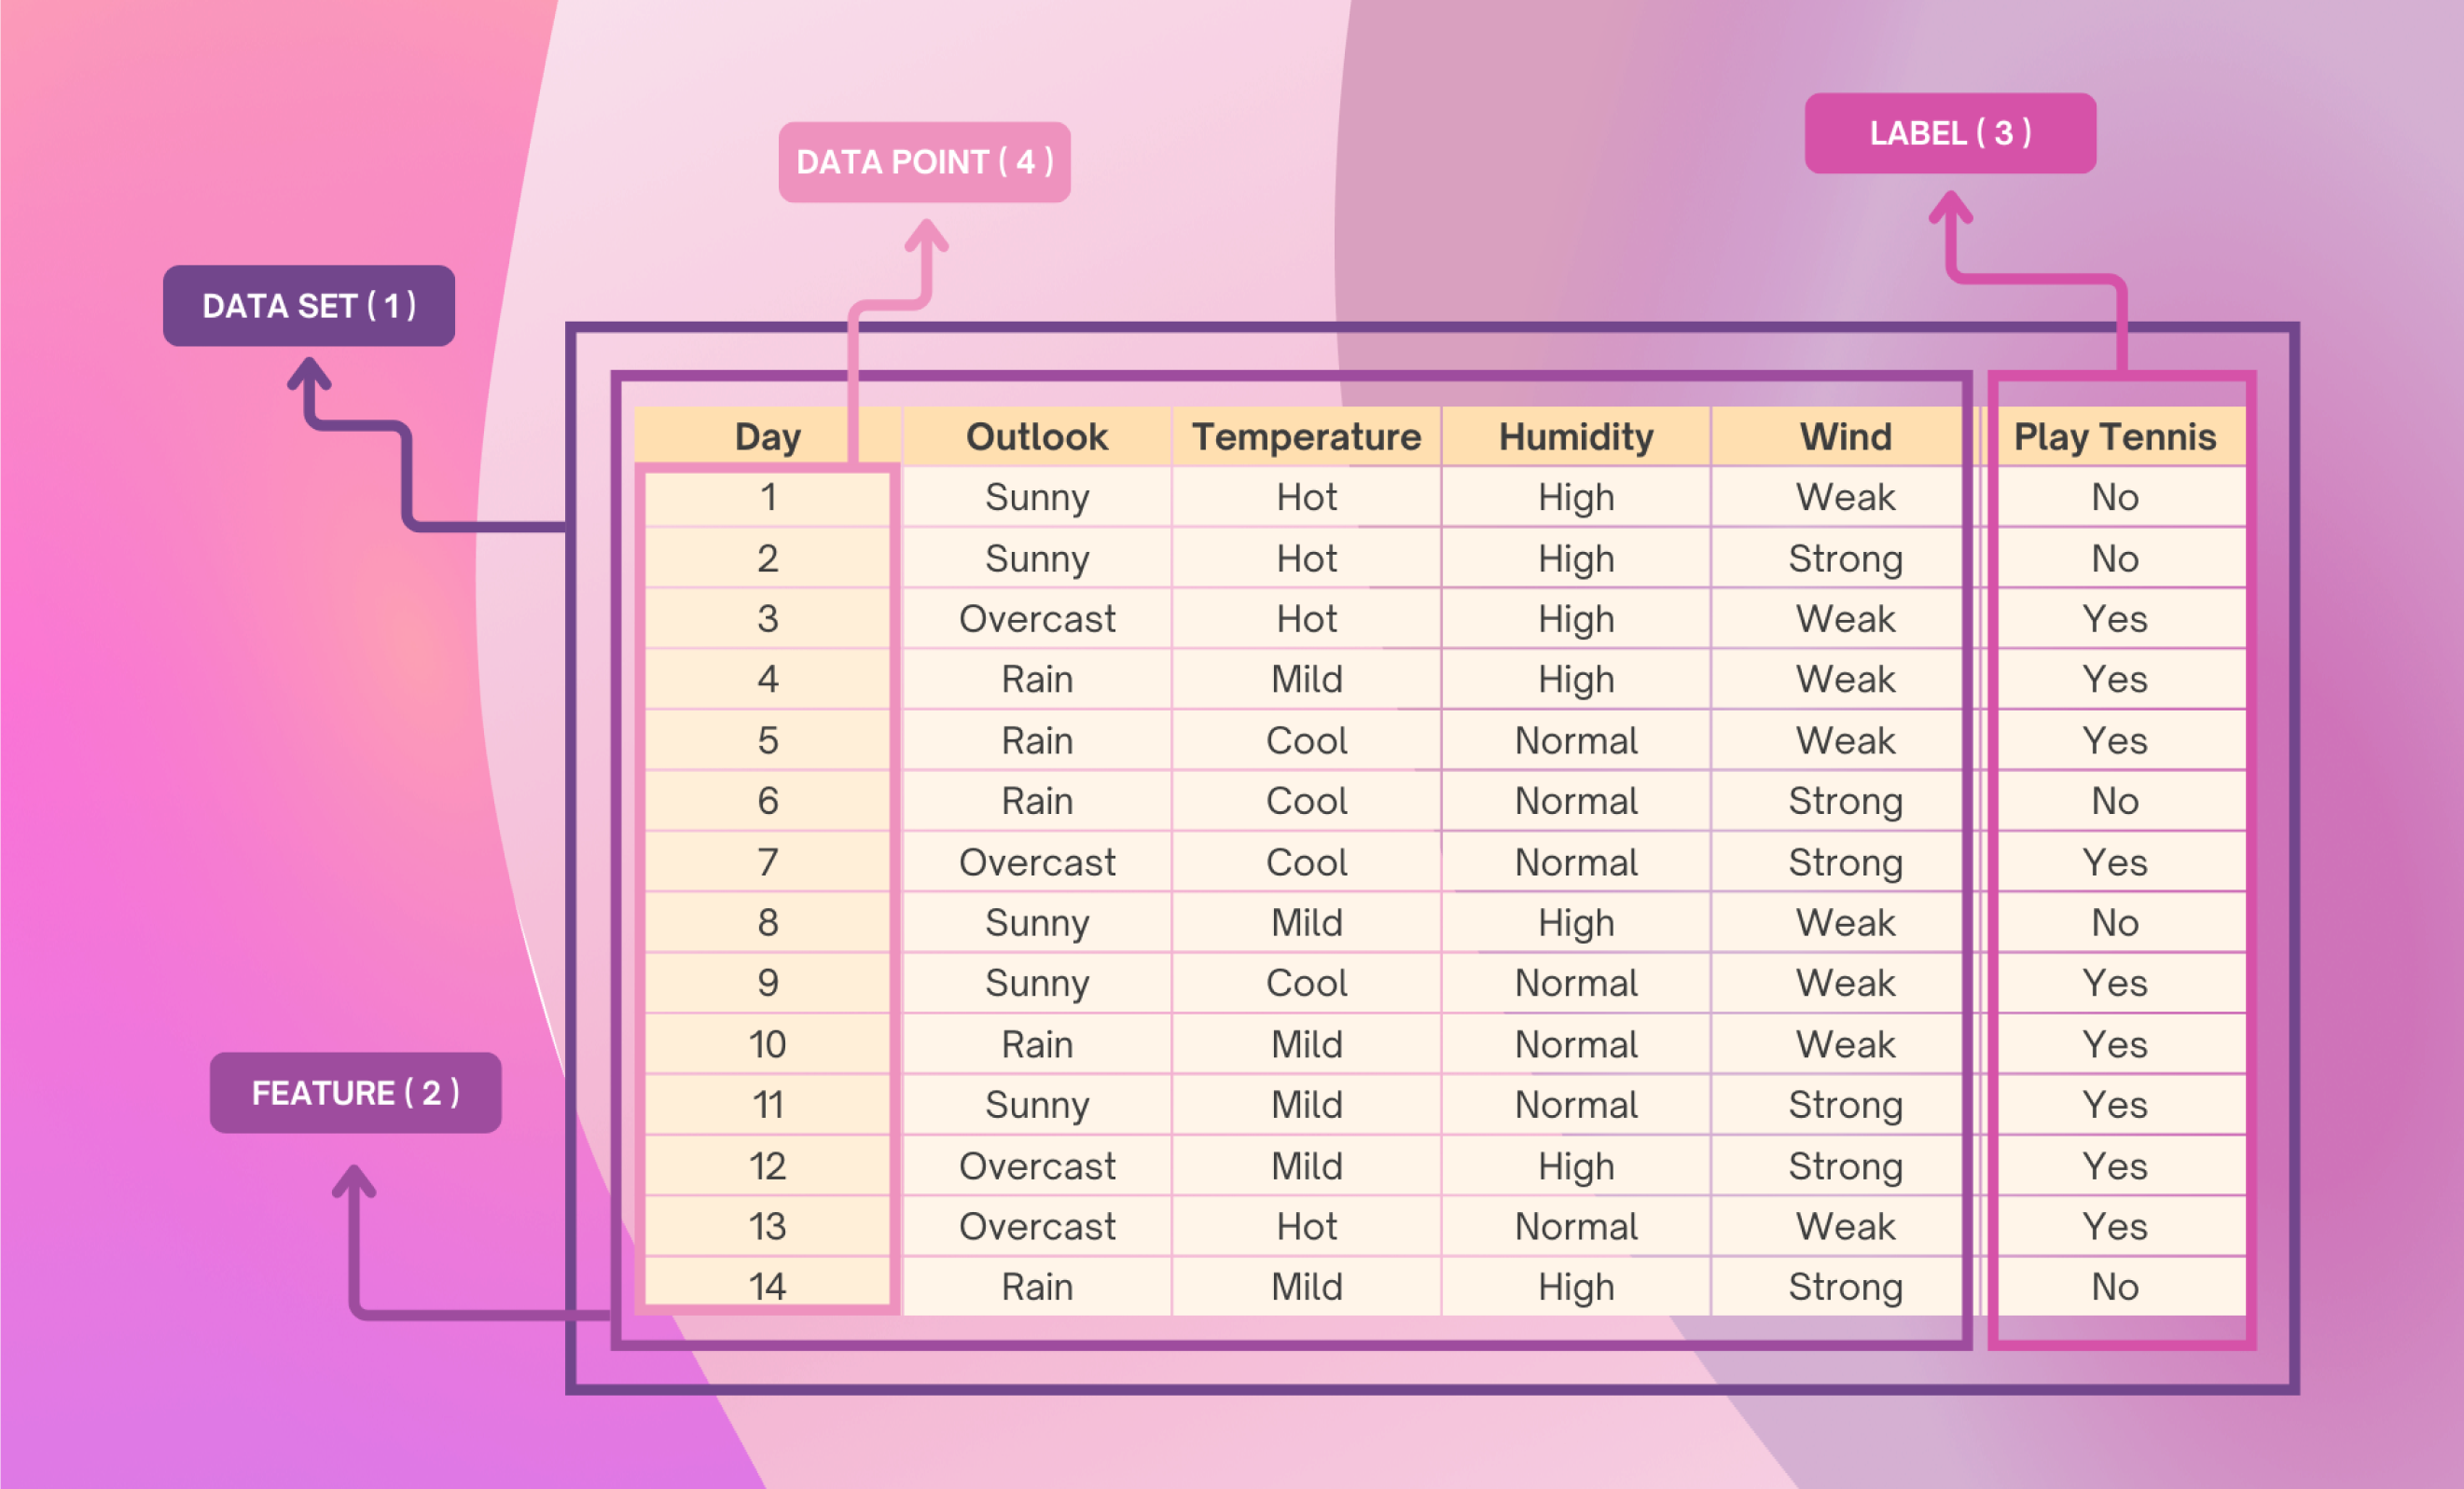 LABEL ( 3 )
DATA POINT ( 4 )
DATA SET ( 1 )
Day Outlook Temperature Humidity Wind Play Tennis
1 Sunny Hot High Weak No
2 Sunny Hot High Strong No
3 Overcast Hot High Weak Yes
4 Rain Mild High Weak Yes
5 Rain Cool Normal Weak Yes
6 Rain Cool Normal Strong No
7 Overcast Cool Normal Strong Yes
8 Sunny Mild High Weak No
9 Sunny Cool Normal Weak Yes
10 Rain Mild Normal Weak Yes
11 Sunny Mild Normal Strong Yes
12 Overcast Mild High Strong Yes
13 Overcast Hot Normal Weak Yes
14 Rain Mild High Strong No
FEATURE ( 2 )